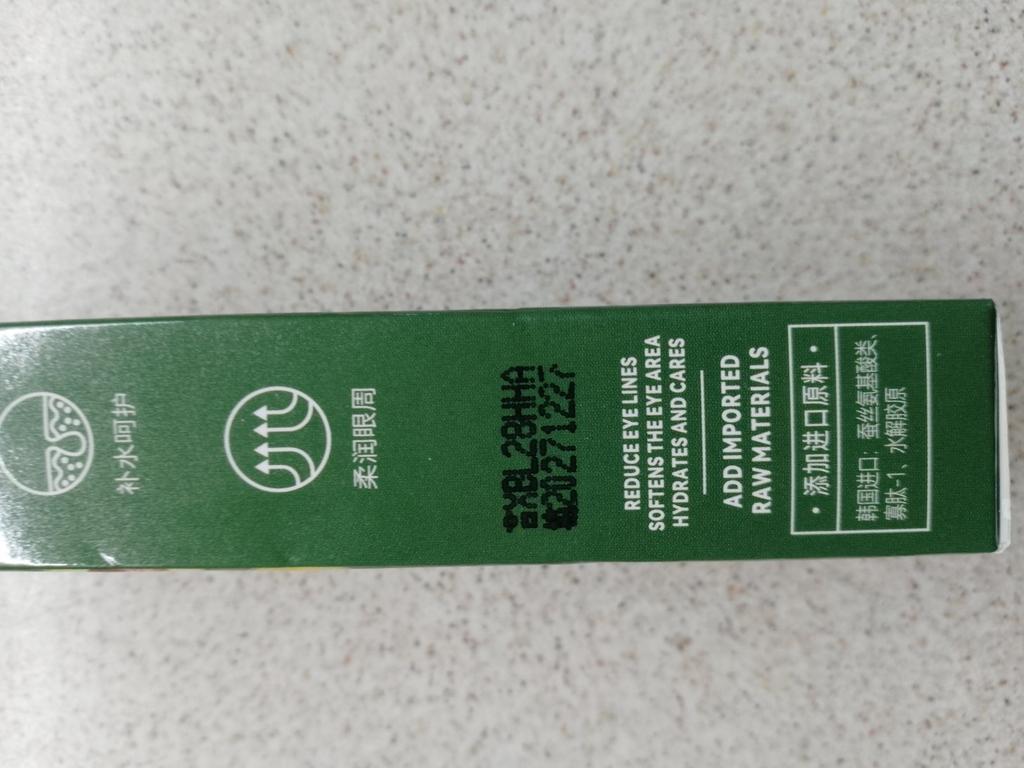 补水呵护
柔润眼周
XBL28HHA
20271227
REDUCE EYE LINES
SOFTENS THE EYE AREA
HYDRATES AND CARES
ADD IMPORTED
RAW MATERIALS
• 添加进口原料 •
韩国进口：蚕丝氨基酸类、
寡肽-1、水解胶原